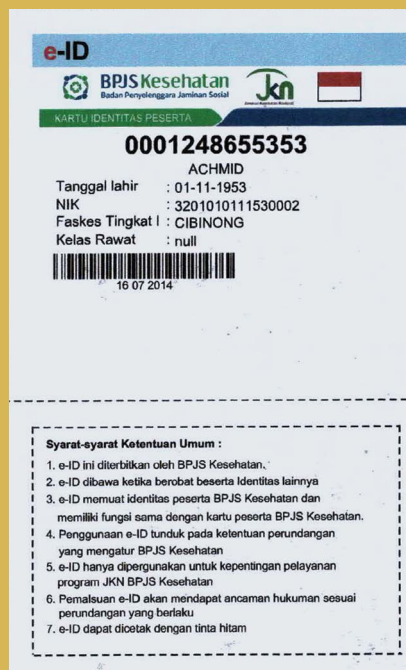 e-ID
BPJS Kesehatan
Badan Penyelenggara Jaminan Sosial
Jkn
Jaminan Kesehatan Nasional
KARTU IDENTITAS PESERTA
0001248655353
ACHMID
Tanggal lahir : 01-11-1953
NIK : 3201010111530002
Faskes Tingkat I : CIBINONG
Kelas Rawat : null
16 07 2014
Syarat-syarat Ketentuan Umum :
1. e-ID ini diterbitkan oleh BPJS Kesehatan.
2. e-ID dibawa ketika berobat beserta Identitas lainnya
3. e-ID memuat identitas peserta BPJS Kesehatan dan
memiliki fungsi sama dengan kartu peserta BPJS Kesehatan.
4. Penggunaan e-ID tunduk pada ketentuan perundangan
yang mengatur BPJS Kesehatan
5. e-ID hanya dipergunakan untuk kepentingan pelayanan
program JKN BPJS Kesehatan
6. Pemalsuan e-ID akan mendapat ancaman hukuman sesuai
perundangan yang berlaku
7. e-ID dapat dicetak dengan tinta hitam